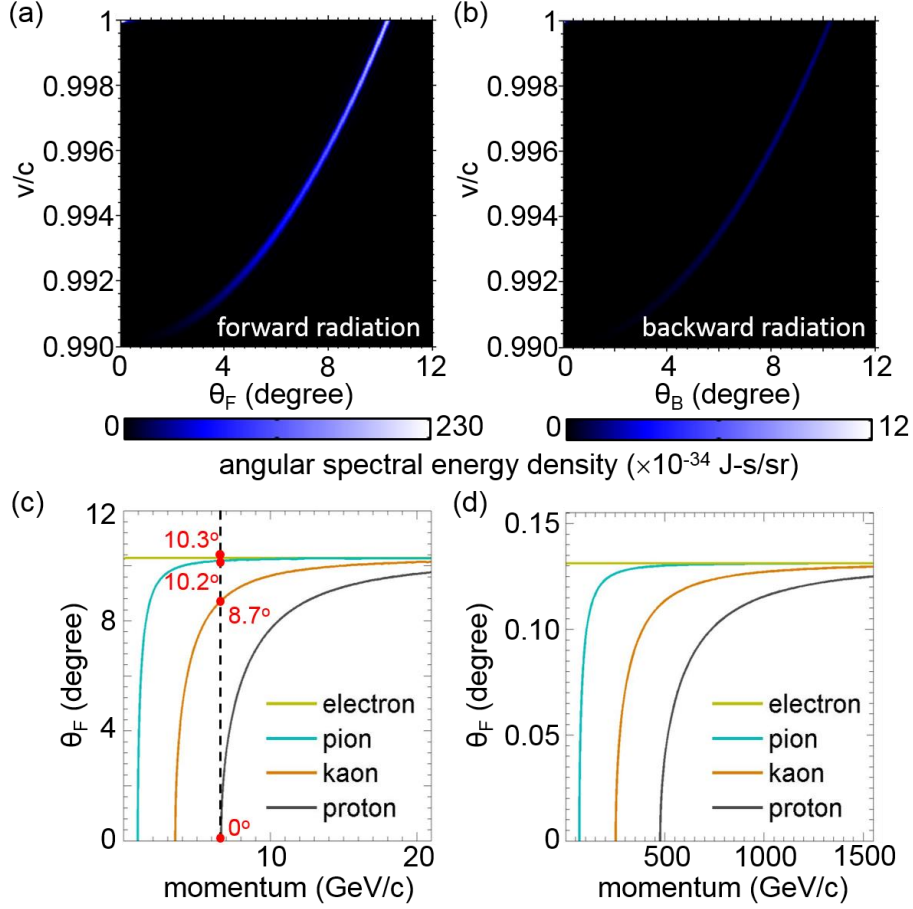 (a)
(b)
1
0.998
0.996
0.994
0.992
0.990
v/c
forward radiation
0 4 8 12
θF (degree)
1
0.998
0.996
0.994
0.992
0.990
v/c
backward radiation
0 4 8 12
θB (degree)
0 230
0 12
angular spectral energy density (×10⁻³⁴ J-s/sr)
(c)
(d)
12
8
4
0
θF (degree)
10.3°
10.2°
8.7°
0°
electron
pion
kaon
proton
10 20
momentum (GeV/c)
0.15
0.10
0.05
0
θF (degree)
electron
pion
kaon
proton
500 1000 1500
momentum (GeV/c)